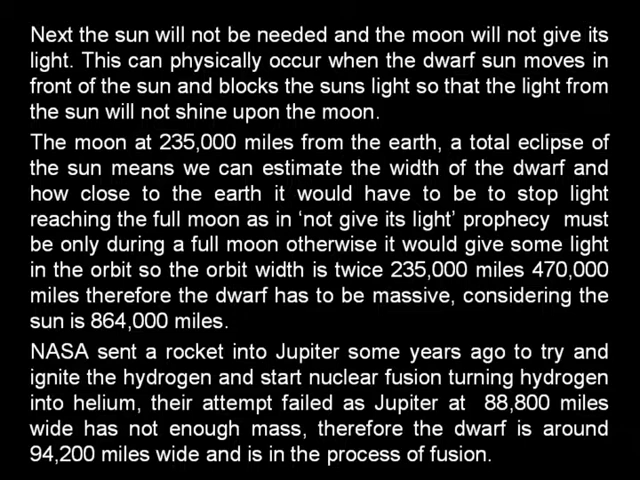 Next the sun will not be needed and the moon will not give its
light. This can physically occur when the dwarf sun moves in
front of the sun and blocks the suns light so that the light from
the sun will not shine upon the moon.
The moon at 235,000 miles from the earth, a total eclipse of
the sun means we can estimate the width of the dwarf and
how close to the earth it would have to be to stop light
reaching the full moon as in ‘not give its light’ prophecy must
be only during a full moon otherwise it would give some light
in the orbit so the orbit width is twice 235,000 miles 470,000
miles therefore the dwarf has to be massive, considering the
sun is 864,000 miles.
NASA sent a rocket into Jupiter some years ago to try and
ignite the hydrogen and start nuclear fusion turning hydrogen
into helium, their attempt failed as Jupiter at 88,800 miles
wide has not enough mass, therefore the dwarf is around
94,200 miles wide and is in the process of fusion.